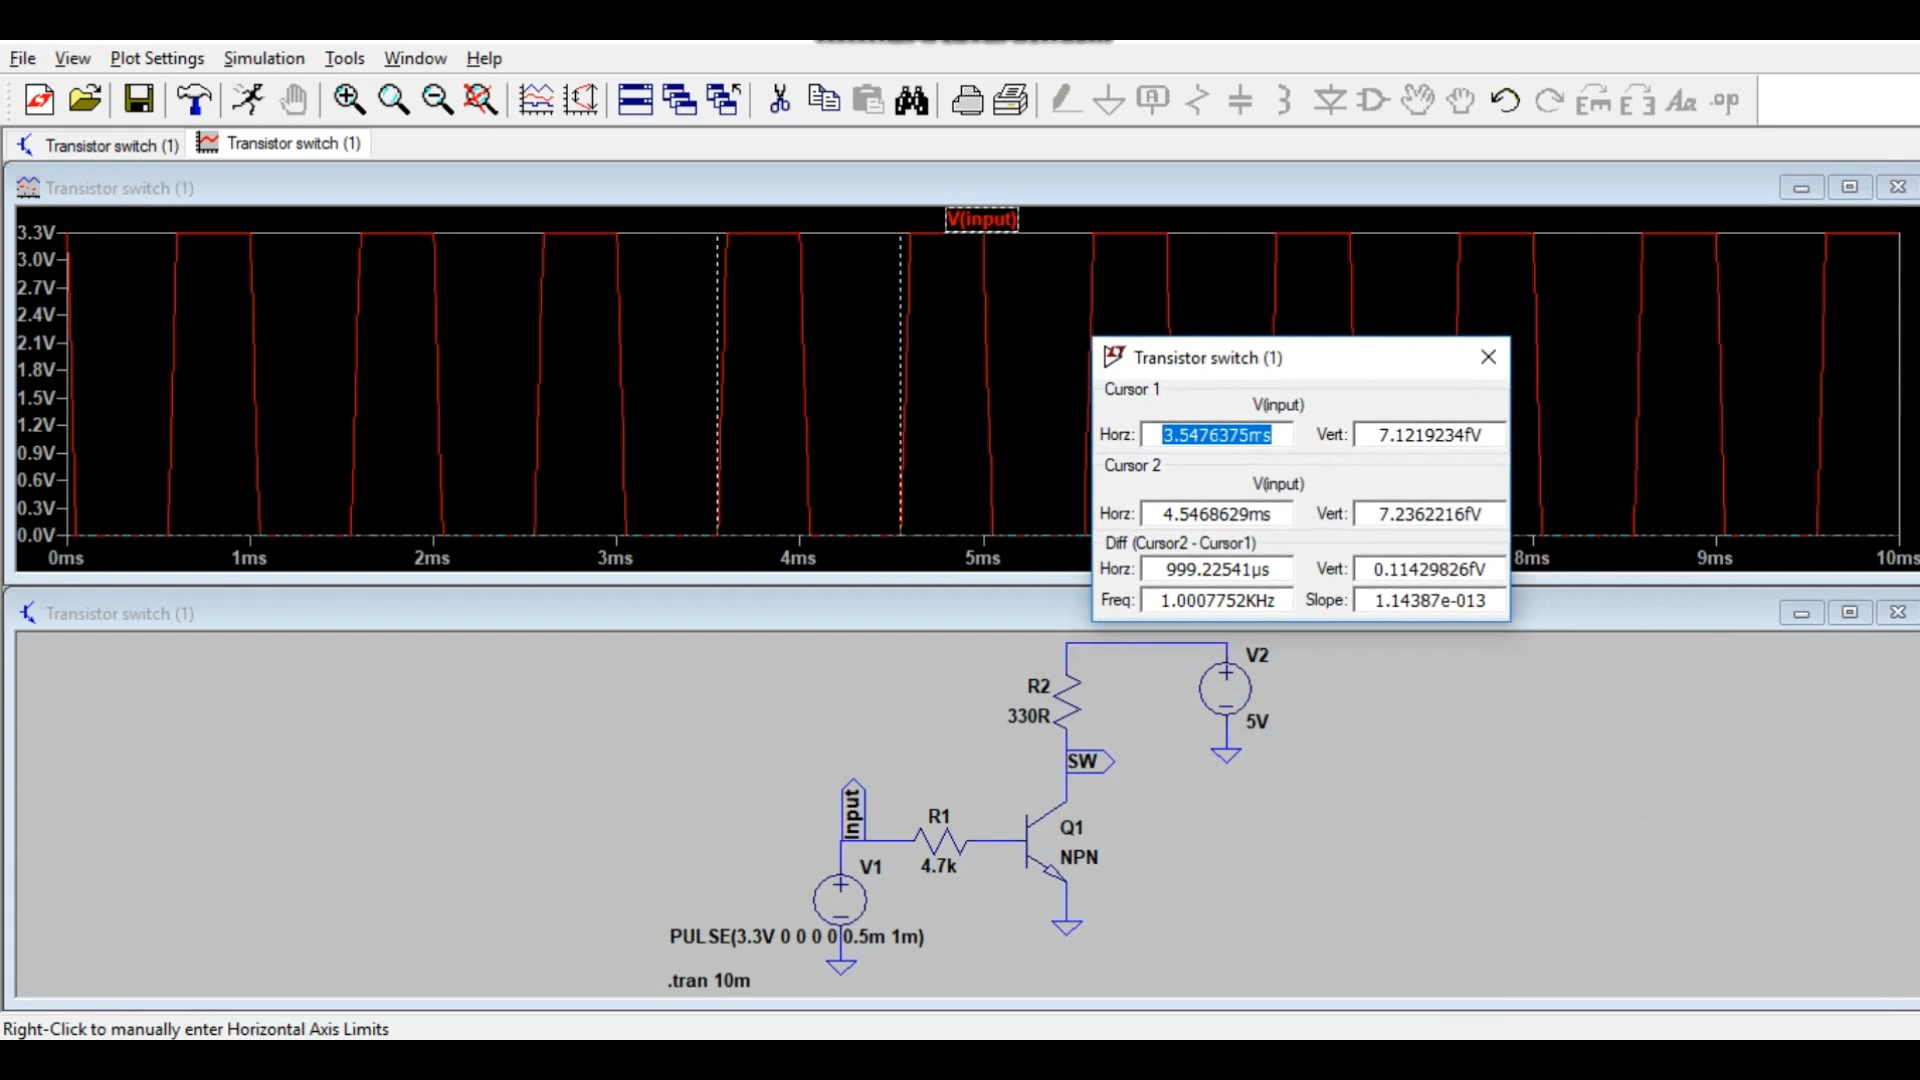 File View Plot Settings Simulation Tools Window Help
Transistor switch (1) Transistor switch (1)
Transistor switch (1)
V(input)
3.3V
3.0V
2.7V
2.4V
2.1V
1.8V
1.5V
1.2V
0.9V
0.6V
0.3V
0.0V
0ms 1ms 2ms 3ms 4ms 5ms 8ms 9ms 10ms
Transistor switch (1)
Cursor 1
V(input)
Horz: 3.5476375ms Vert: 7.1219234fV
Cursor 2
V(input)
Horz: 4.5468629ms Vert: 7.2362216fV
Diff (Cursor2 - Cursor1)
Horz: 999.22541µs Vert: 0.11429826fV
Freq: 1.0007752KHz Slope: 1.14387e-013
Transistor switch (1)
V2
5V
R2
330R
SW
Input
R1
4.7k
Q1
NPN
V1
PULSE(3.3V 0 0 0 0 0.5m 1m)
.tran 10m
Right-Click to manually enter Horizontal Axis Limits